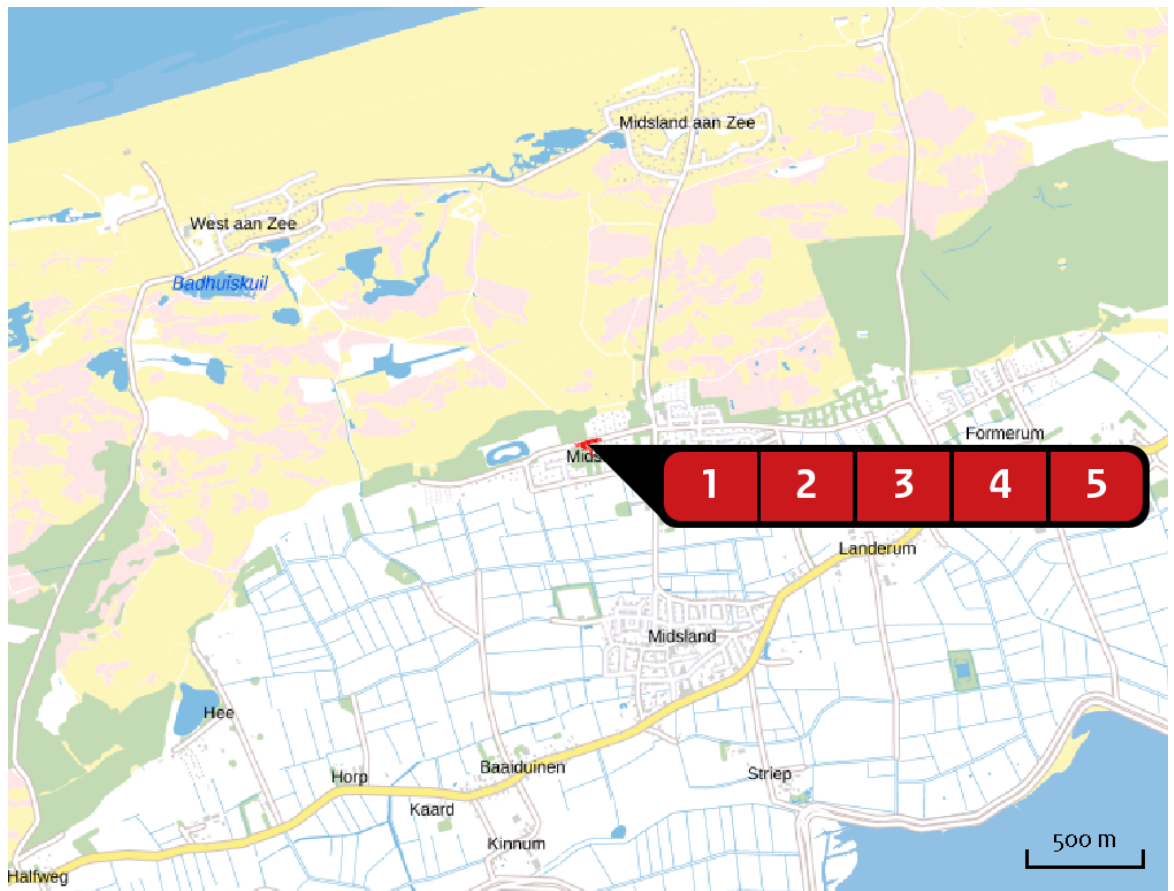 Midsland aan Zee
West aan Zee
Badhuiskuil
Formerum
Mids
1 2 3 4 5
Landerum
Midsland
Hee
Baaiduinen
Horp
Striep
Kaard
Kinnum
500 m
Halfweg